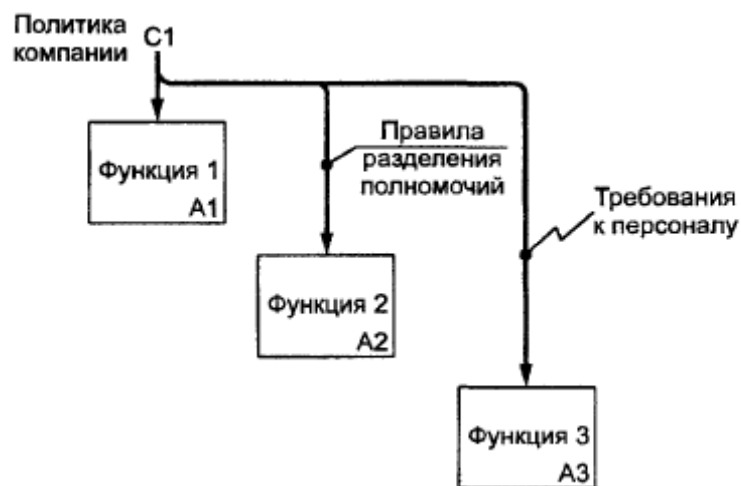 Политика
компании
C1
Функция 1
A1
Правила
разделения
полномочий
Требования
к персоналу
Функция 2
A2
Функция 3
A3